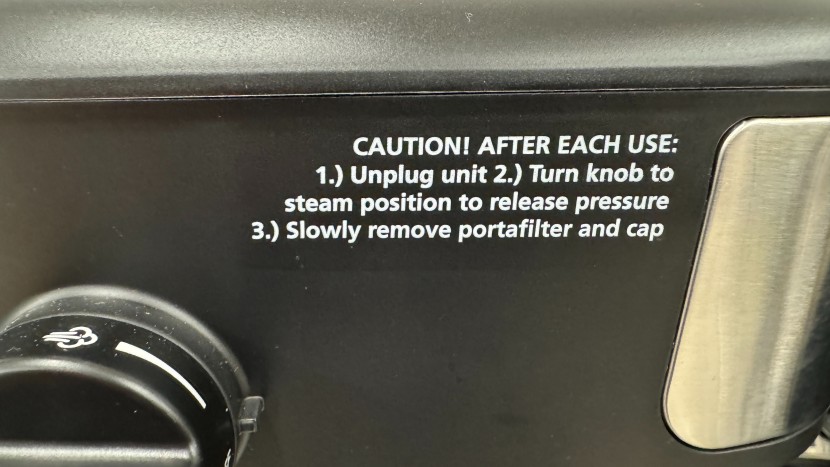 CAUTION! AFTER EACH USE:
1.) Unplug unit 2.) Turn knob to
steam position to release pressure
3.) Slowly remove portafilter and cap